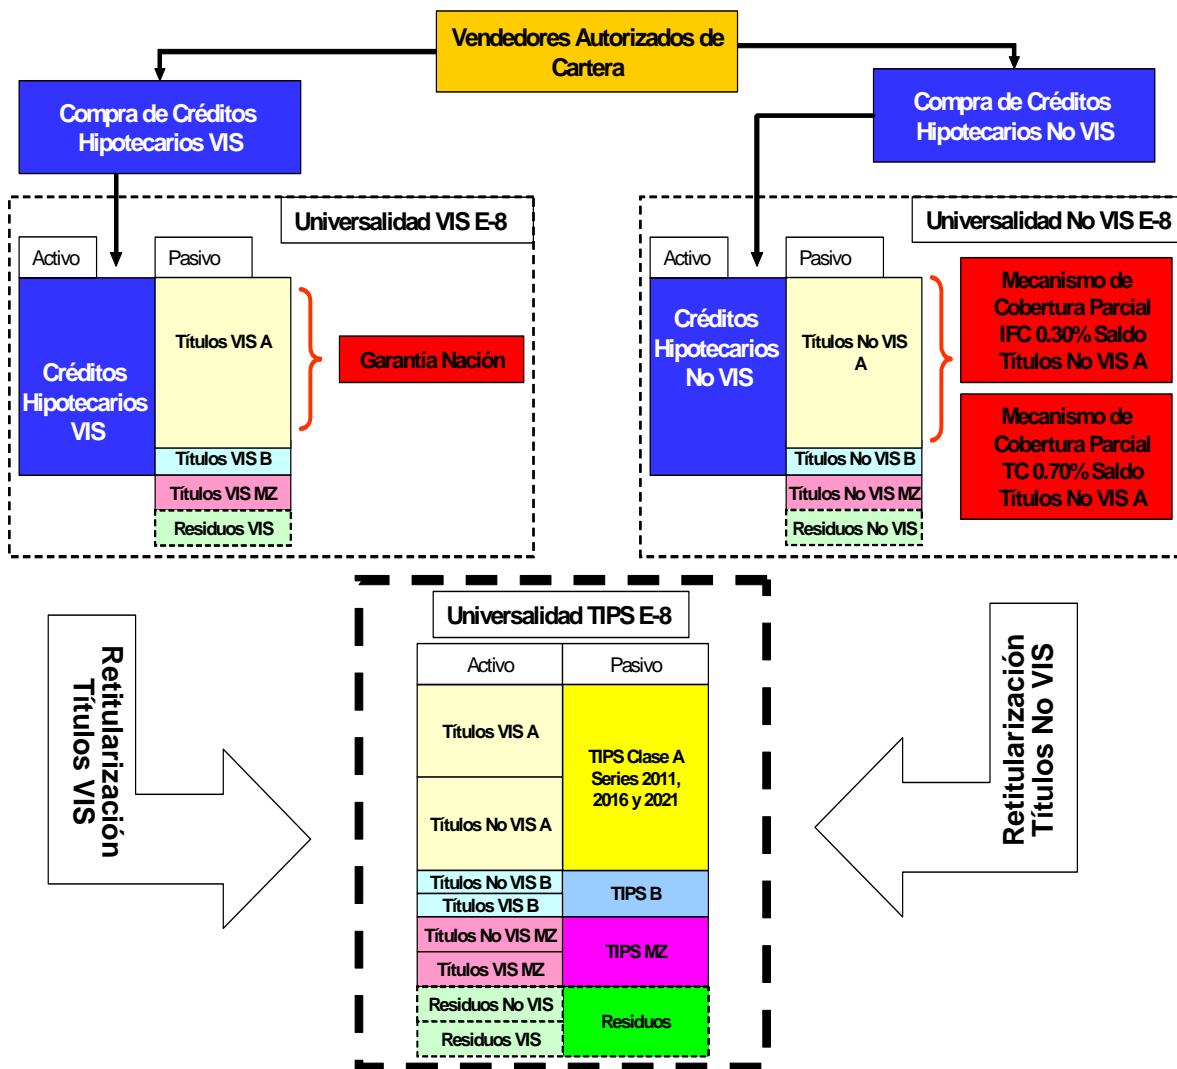 Vendedores Autorizados de
Cartera
Compra de Créditos
Hipotecarios VIS
Compra de Créditos
Hipotecarios No VIS
Universalidad VIS E-8
Activo
Pasivo
Créditos
Hipotecarios
VIS
Títulos VIS A
Títulos VIS B
Títulos VIS MZ
Residuos VIS
Garantía Nación
Universalidad No VIS E-8
Activo
Pasivo
Créditos
Hipotecarios
No VIS
Títulos No VIS
A
Títulos No VIS B
Títulos No VIS MZ
Residuos No VIS
Mecanismo de
Cobertura Parcial
IFC 0.30% Saldo
Títulos No VIS A
Mecanismo de
Cobertura Parcial
TC 0.70% Saldo
Títulos No VIS A
Retitularización
Títulos VIS
Universalidad TIPS E-8
Activo
Pasivo
Títulos VIS A
Títulos No VIS A
Títulos No VIS B
Títulos VIS B
Títulos No VIS MZ
Títulos VIS MZ
Residuos No VIS
Residuos VIS
TIPS Clase A
Series 2011,
2016 y 2021
TIPS B
TIPS MZ
Residuos
Retitularización
Títulos No VIS